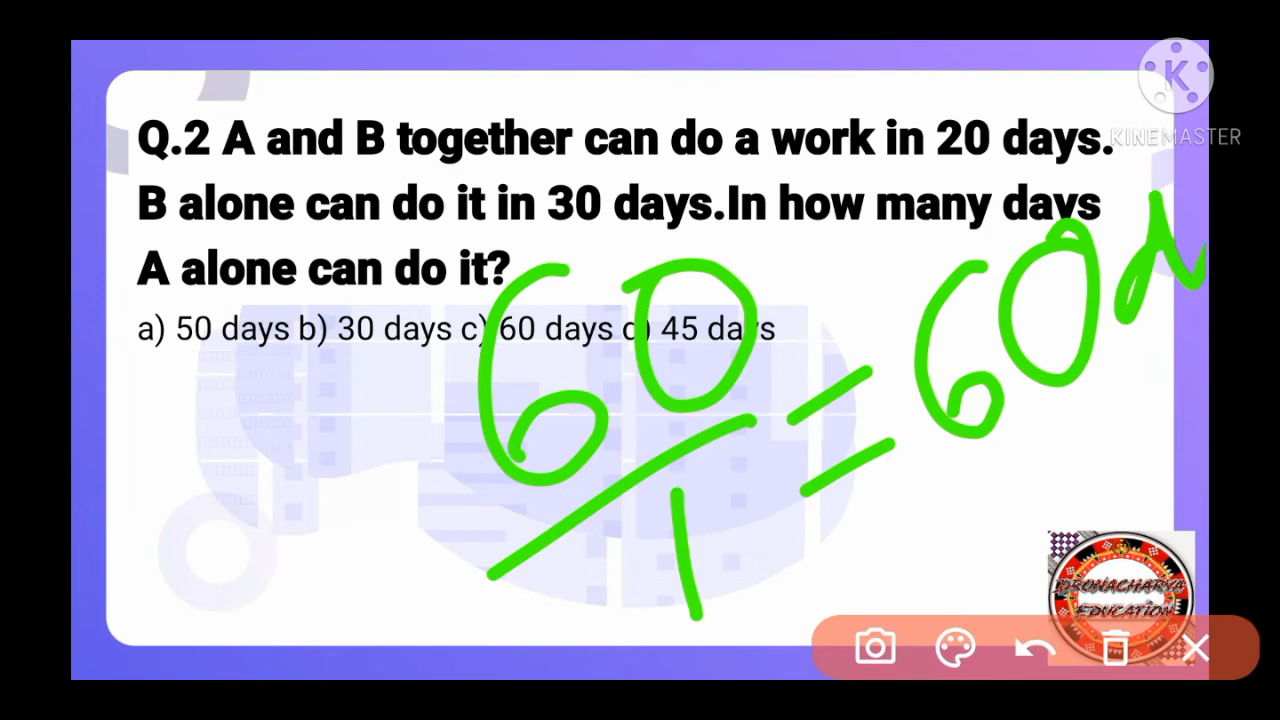 KINEMASTER
Q.2 A and B together can do a work in 20 days.
B alone can do it in 30 days.In how many days
A alone can do it?
a) 50 days b) 30 days c) 60 days d) 45 days
60
1
= 60
DRONACHARYA
EDUCATION